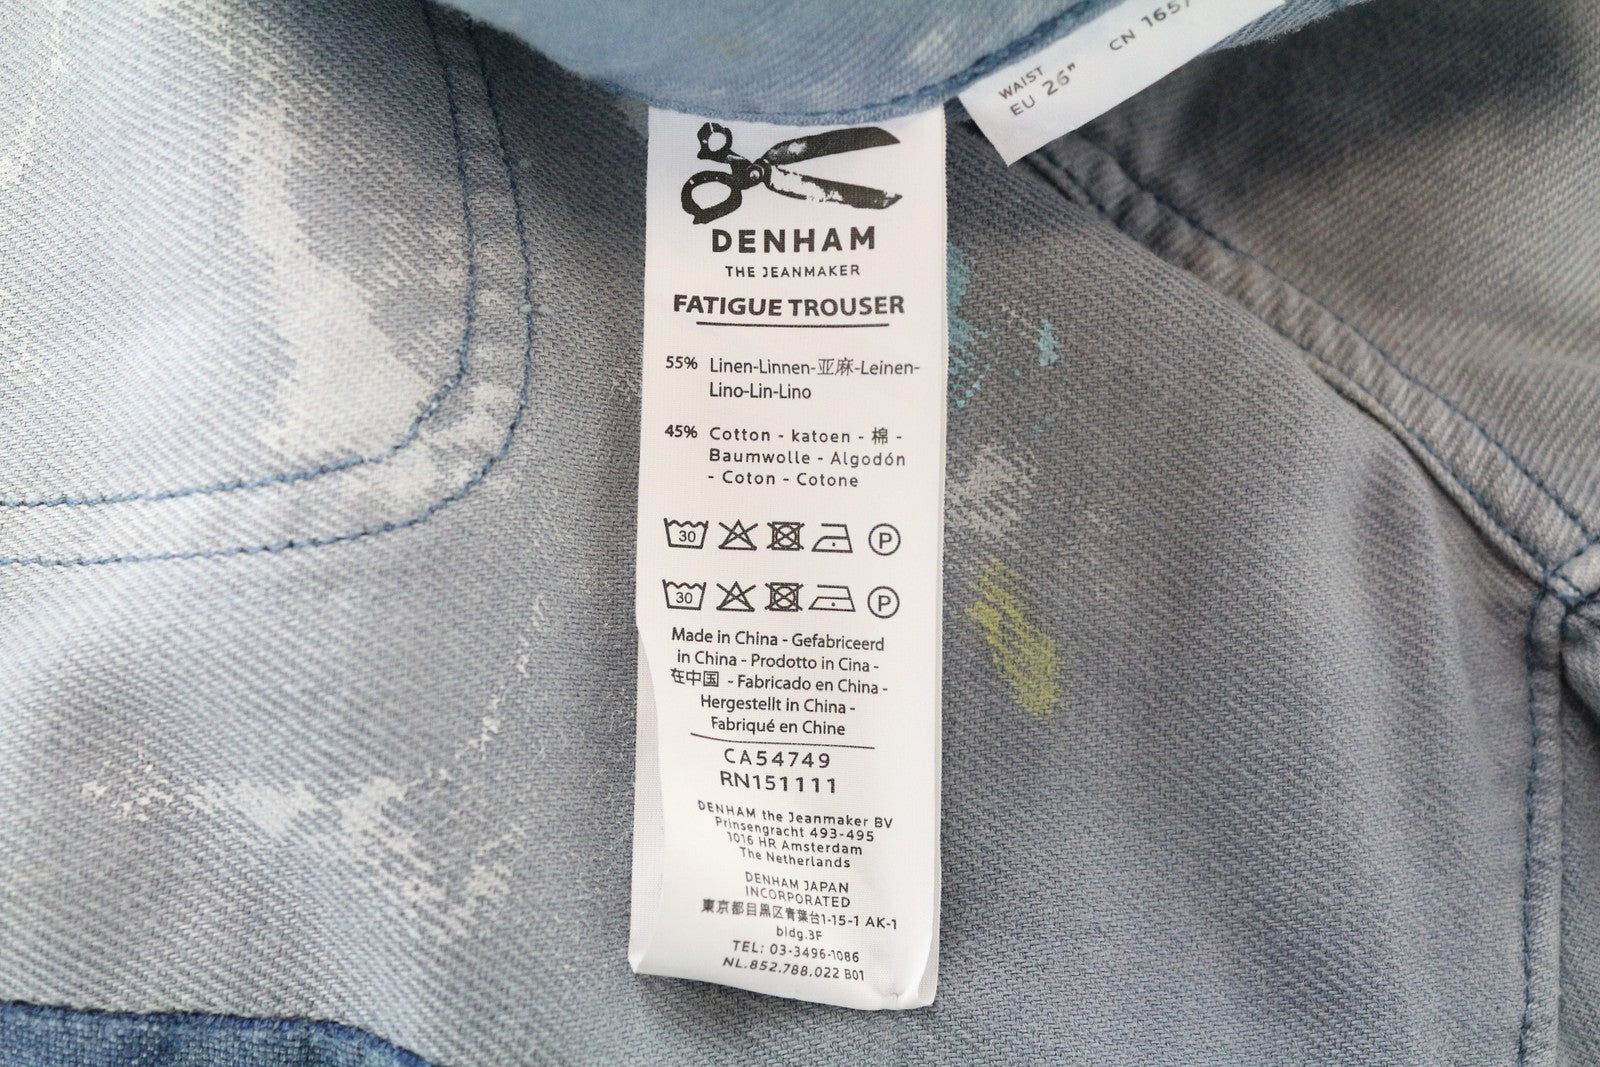 WAIST
EU 26"
CN 165/
DENHAM
THE JEANMAKER
FATIGUE TROUSER
55% Linen-Linnen-亚麻-Leinen-
Lino-Lin-Lino
45% Cotton - katoen - 棉 -
Baumwolle - Algodón
- Coton - Cotone
30 P
30 P
Made in China - Gefabriceerd
in China - Prodotto in Cina -
在中国 - Fabricado en China -
Hergestellt in China -
Fabriqué en Chine
CA54749
RN151111
DENHAM the Jeanmaker BV
Prinsengracht 493-495
1016 HR Amsterdam
The Netherlands
DENHAM JAPAN
INCORPORATED
東京都目黒区青葉台1-15-1 AK-1
bldg.3F
TEL: 03-3496-1086
NL.852.788.022 B01